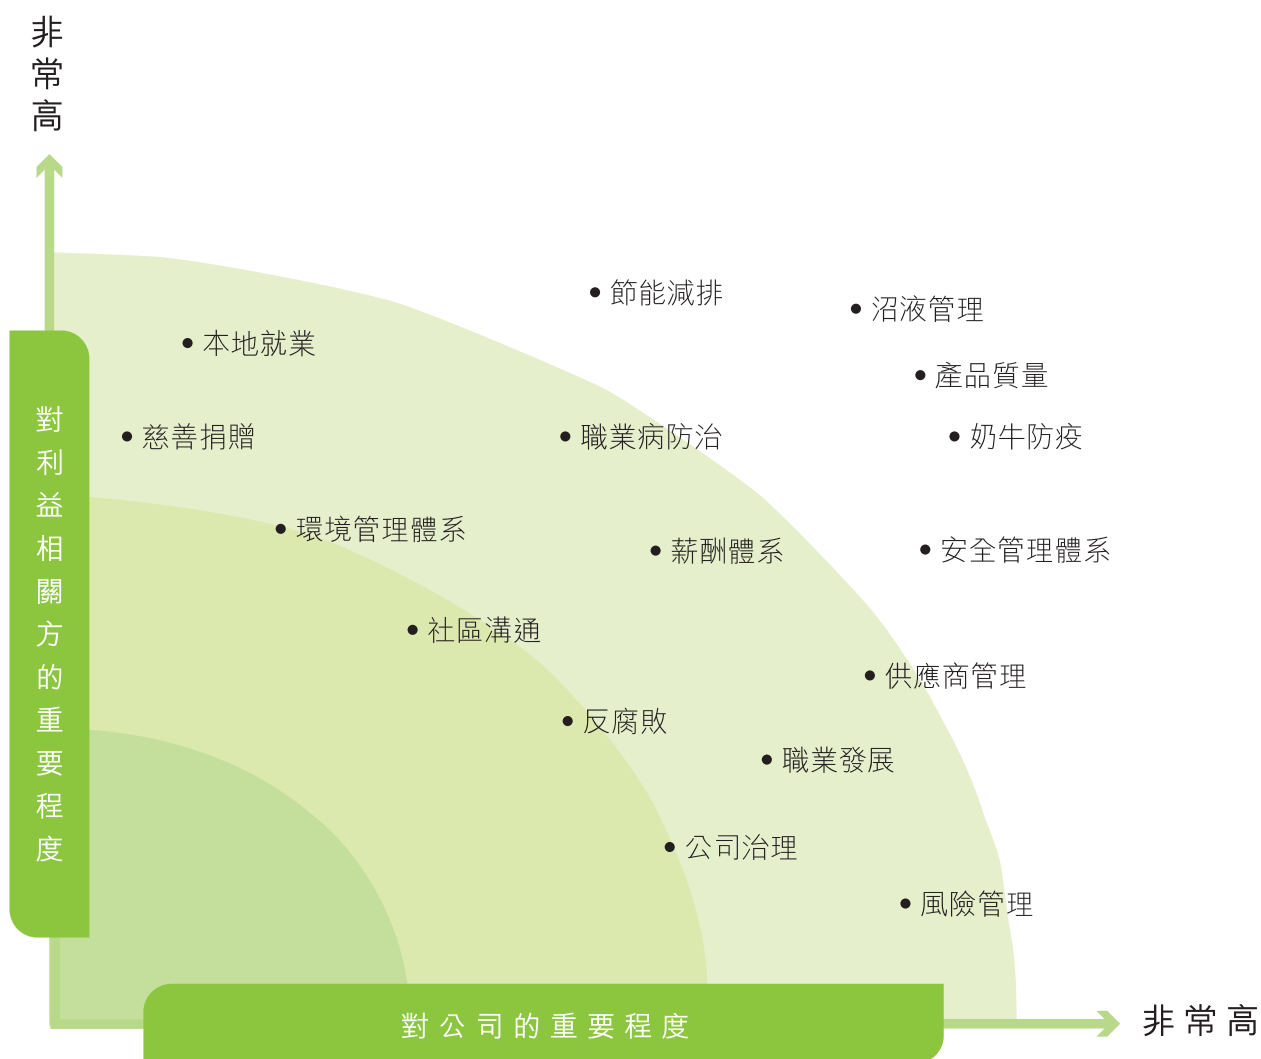 非常高
節能減排
沼液管理
本地就業
產品質量
慈善捐贈
職業病防治
奶牛防疫
環境管理體系
薪酬體系
安全管理體系
社區溝通
供應商管理
反腐敗
職業發展
公司治理
風險管理
對利益相關方的重要程度
對公司的重要程度
非常高